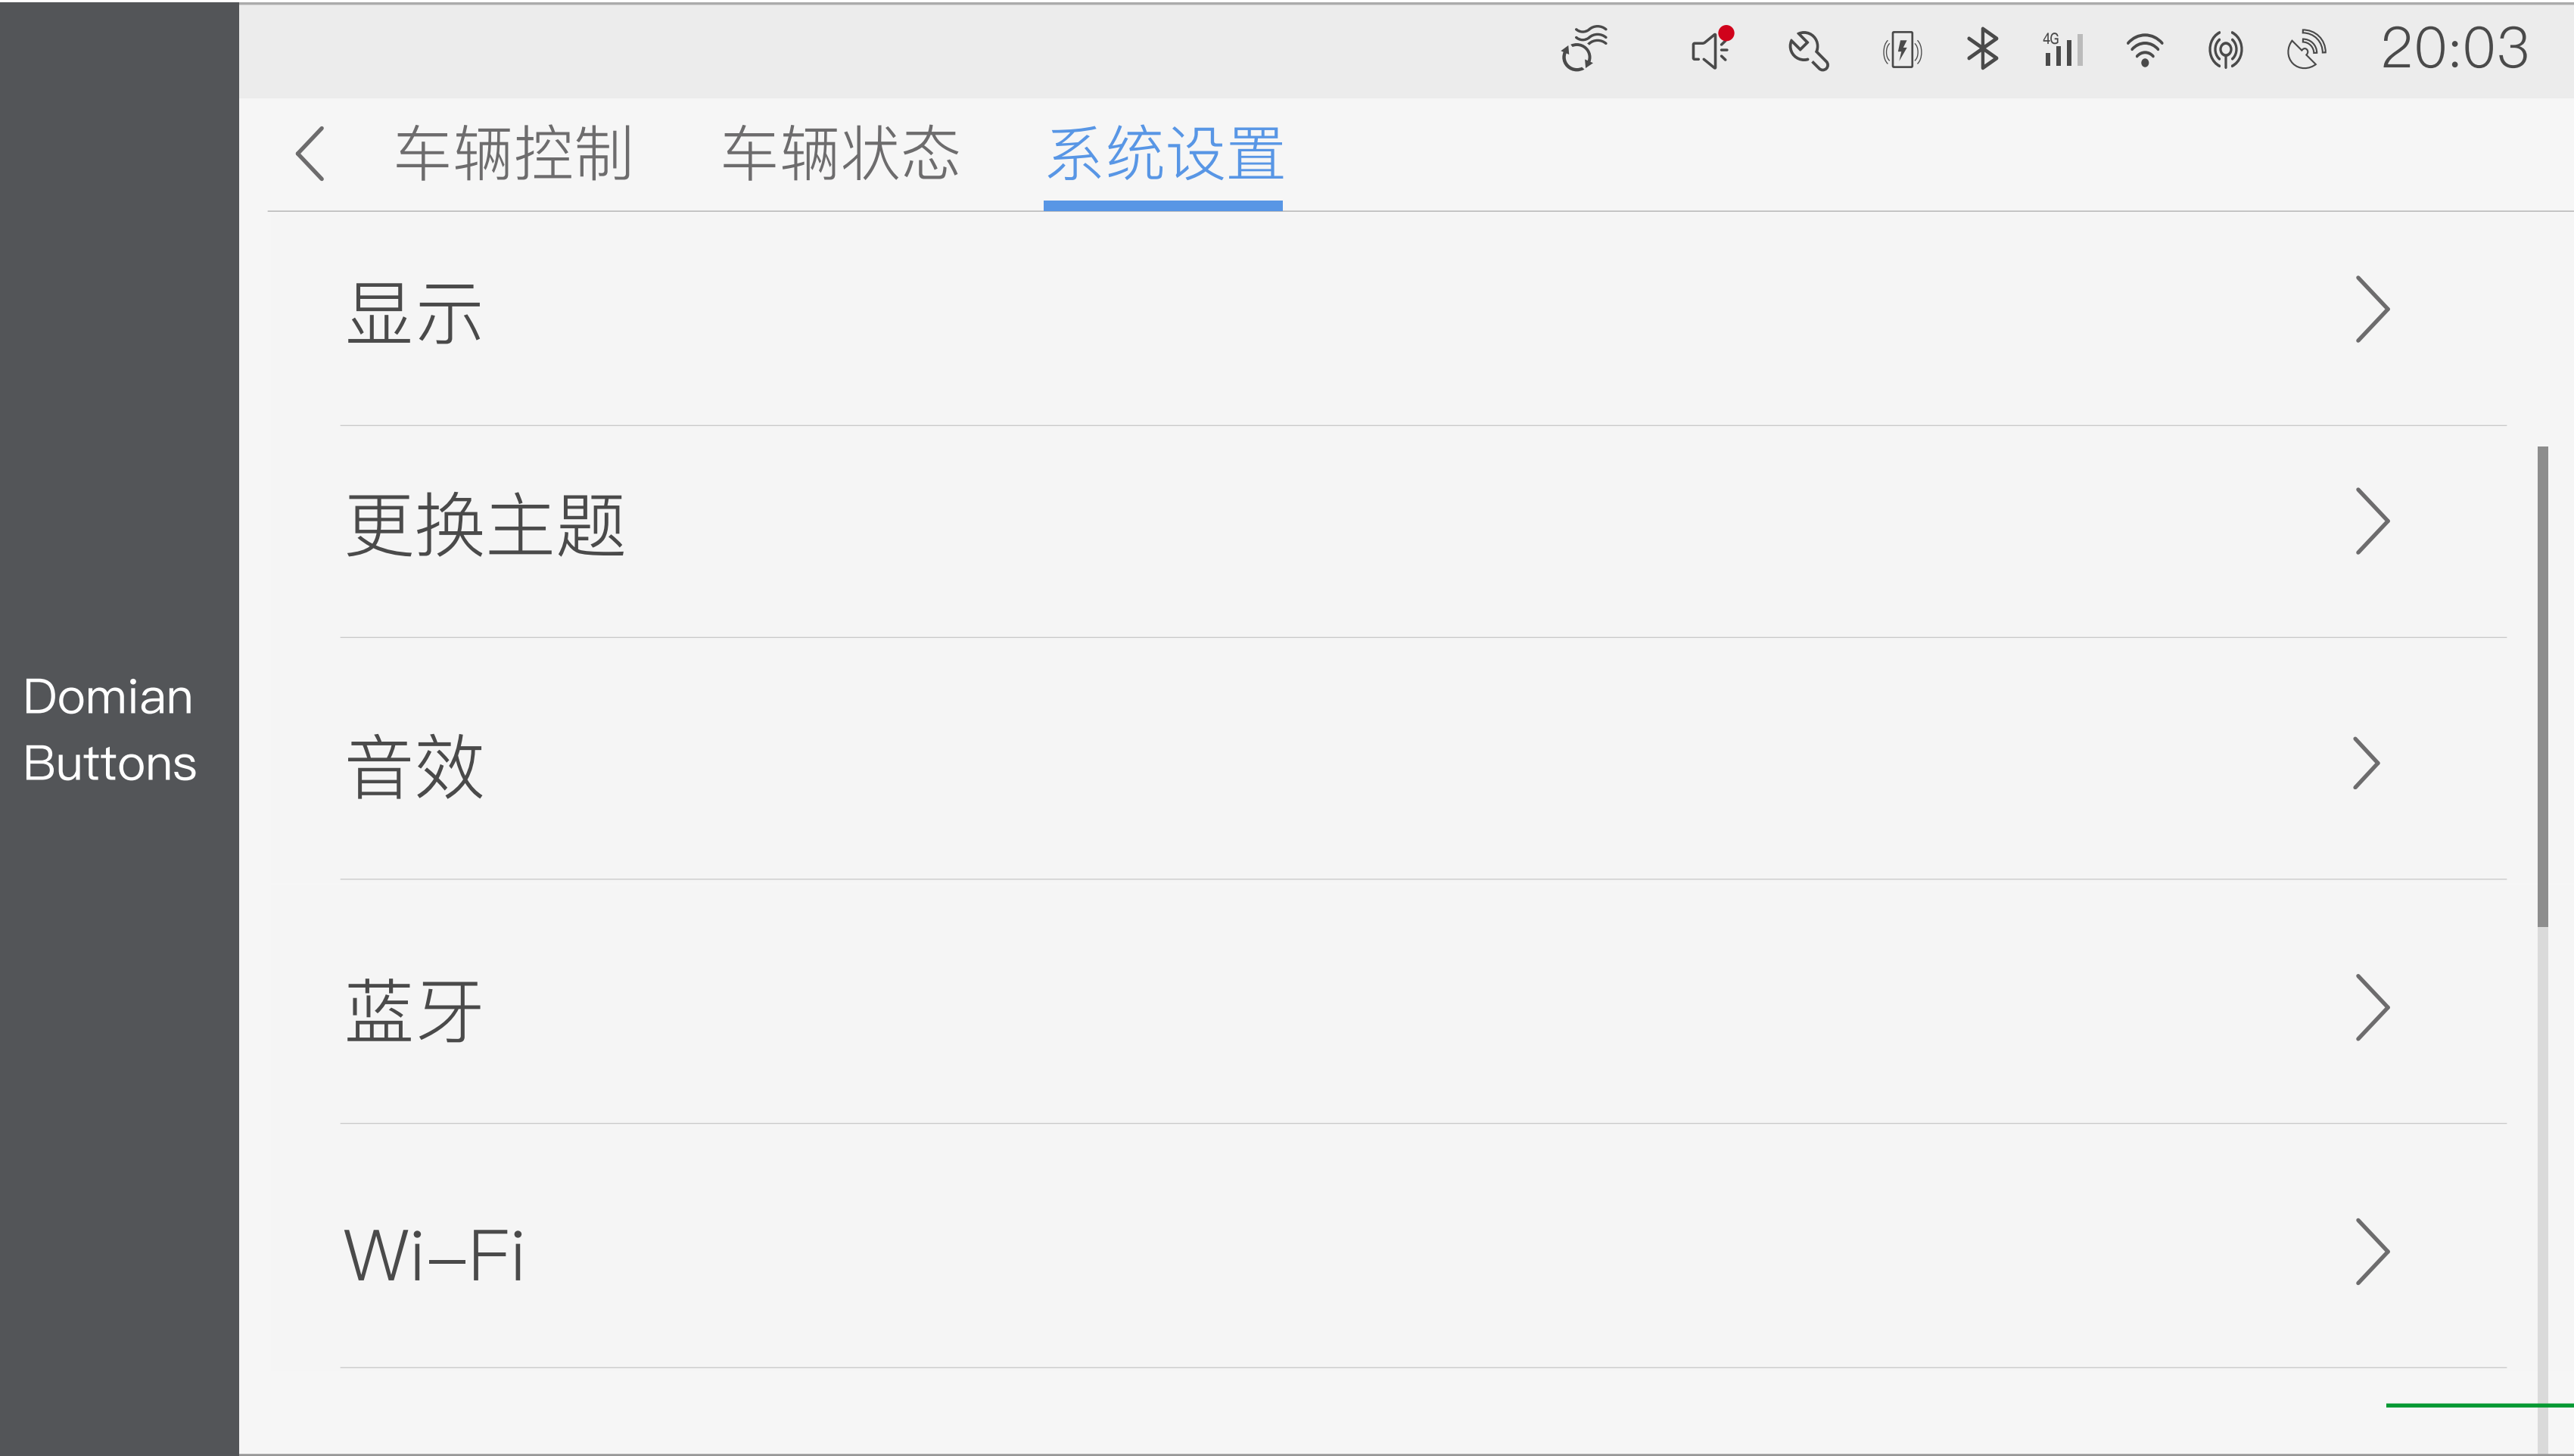 4G 20:03
车辆控制 车辆状态 系统设置
显示
更换主题
音效
蓝牙
Wi–Fi
Domian
Buttons